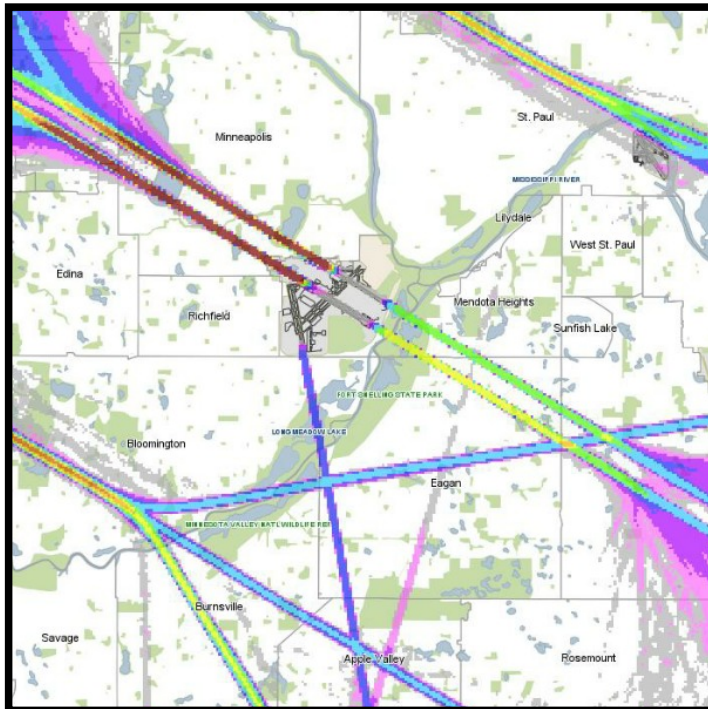 St. Paul
Minneapolis
MISSISSIPPI RIVER
Lilydale
West St. Paul
Edina
Mendota Heights
Richfield
Sunfish Lake
FORT SNELLING STATE PARK
LONG MEADOW LAKE
Bloomington
Eagan
MINNESOTA VALLEY NATL WILDLIFE REF
Burnsville
Savage
Apple Valley
Rosemount